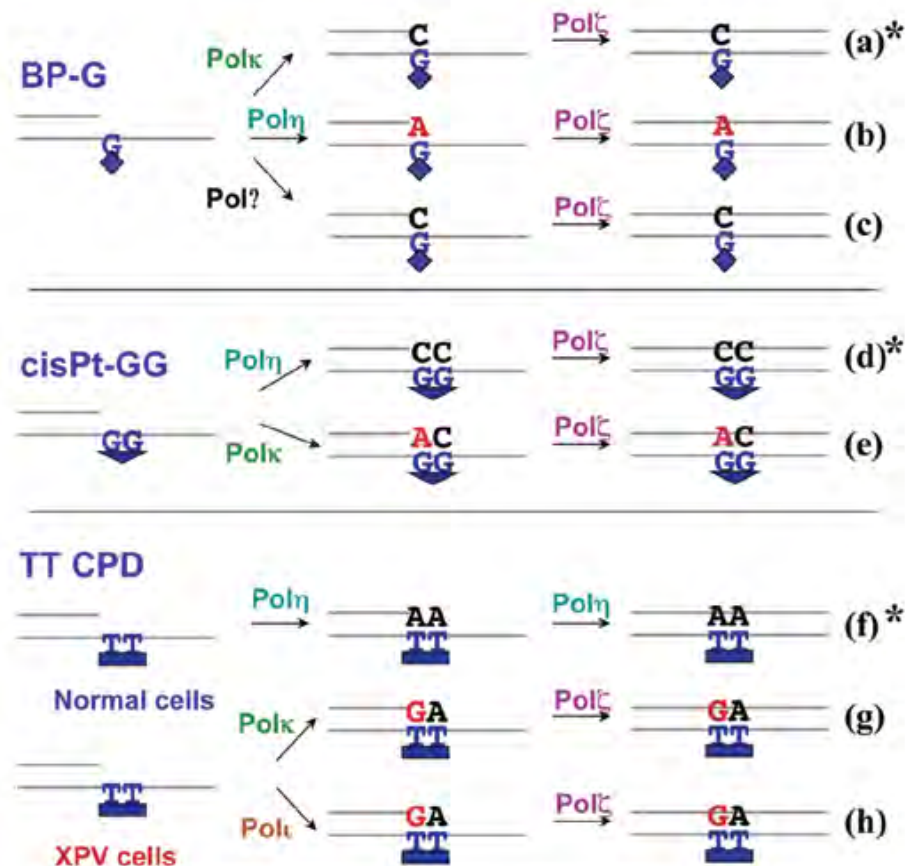 C Polζ C (a)*
Polκ G G
BP-G
Polη A Polζ A (b)
G G G
Pol? C Polζ C (c)
G G
CC Polζ CC (d)*
cisPt-GG Polη GG GG
GG AC Polζ AC (e)
Polκ GG GG
TT CPD
Polη AA Polη AA (f)*
TT TT TT
Normal cells
Polκ GA Polζ GA (g)
TT TT TT
Polι GA Polζ GA (h)
XPV cells TT TT